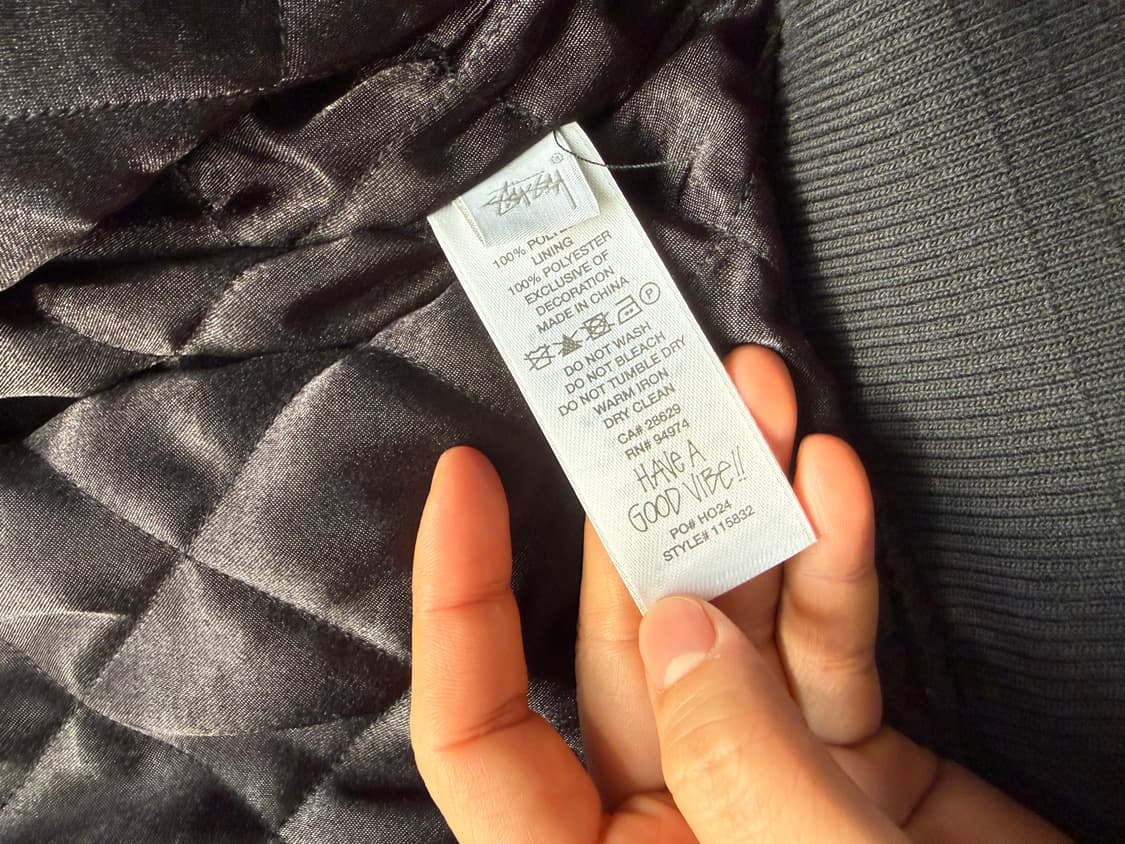 STÜSSY ®
100%
LINING
100% POLYESTER
EXCLUSIVE OF
DECORATION
MADE IN CHINA
P
DO NOT WASH
DO NOT BLEACH
DO NOT TUMBLE DRY
WARM IRON
DRY CLEAN
CA# 28629
RN# 94974
HAVE A
GOOD VIBE!!
PO# HO24
STYLE# 115832